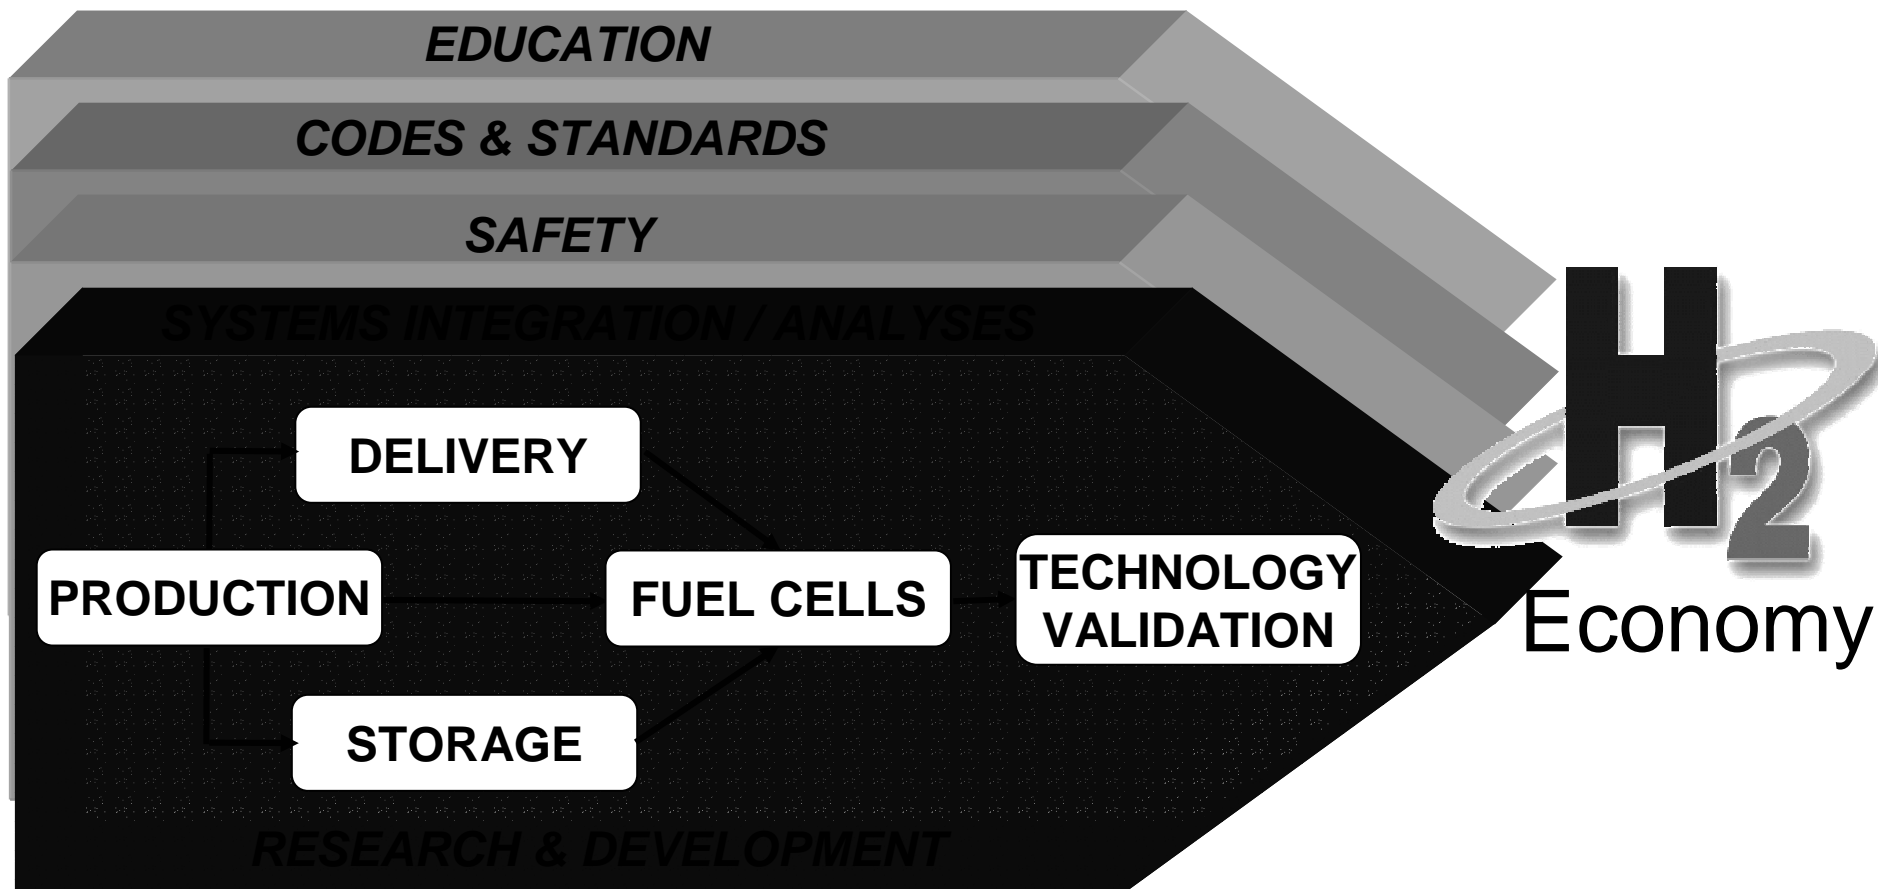 EDUCATION
CODES & STANDARDS
SAFETY
SYSTEMS INTEGRATION / ANALYSES
DELIVERY
PRODUCTION
FUEL CELLS
TECHNOLOGY
VALIDATION
STORAGE
RESEARCH & DEVELOPMENT
H2
Economy